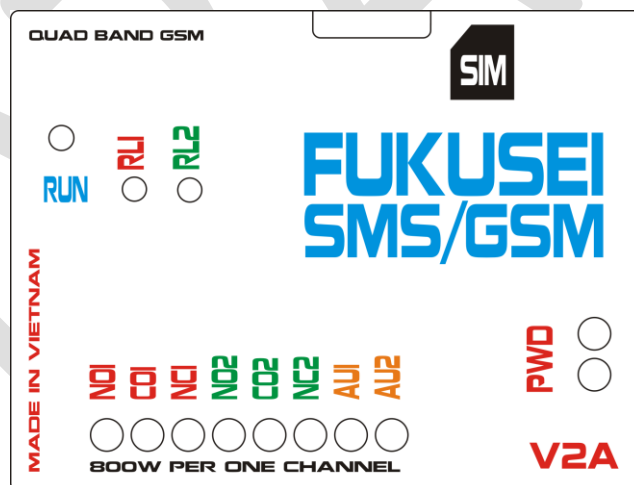 QUAD BAND GSM
SIM
RUN
RL1
RL2
FUKUSEI
SMS/GSM
MADE IN VIETNAM
NO1
CO1
NC1
NO2
CO2
NC2
AU1
AU2
PWD
800W PER ONE CHANNEL
V2A